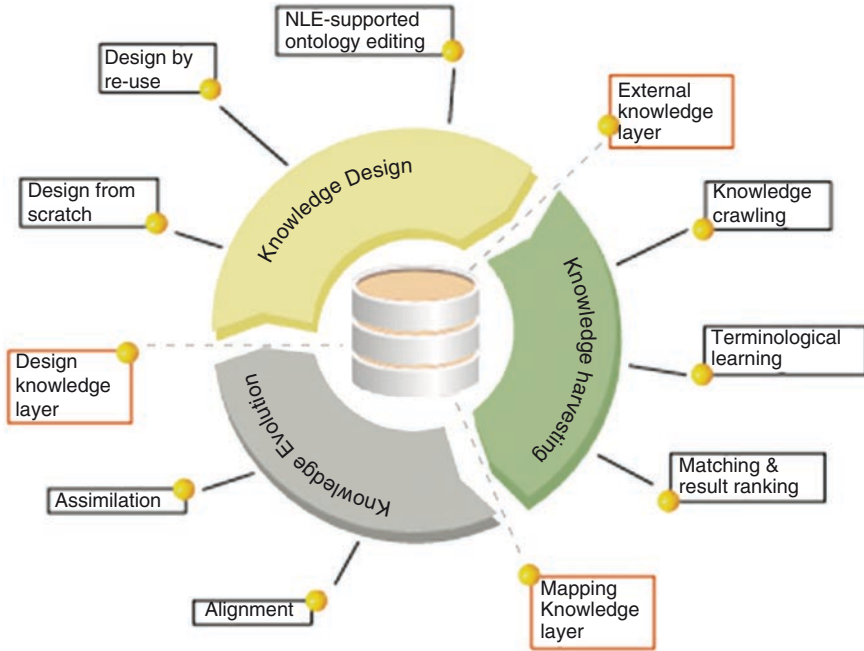 NLE-supported
ontology editing
Design by
re-use
External
knowledge
layer
Knowledge Design
Design from
scratch
Knowledge
crawling
Knowledge harvesting
Terminological
learning
Design
knowledge
layer
Knowledge Evolution
Matching &
result ranking
Assimilation
Alignment
Mapping
Knowledge
layer